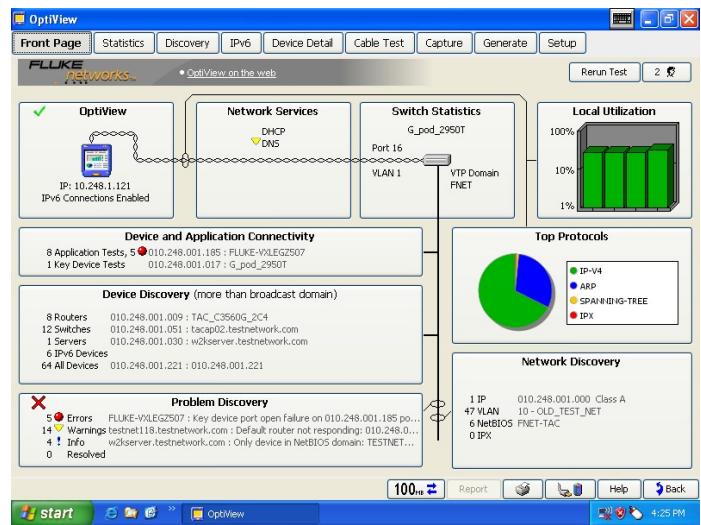 OptiView
Front Page Statistics Discovery IPv6 Device Detail Cable Test Capture Generate Setup
FLUKE
networks.
• OptiView on the web
Rerun Test 2
OptiView
IP: 10.248.1.121
IPv6 Connections Enabled
Network Services
DHCP
DNS
Switch Statistics
G_pod_2950T
Port 16
VLAN 1
VTP Domain
FNET
Local Utilization
100%
10%
1%
Device and Application Connectivity
8 Application Tests, 5 010.248.001.185 : FLUKE-VXLEGZ507
1 Key Device Tests 010.248.001.017 : G_pod_2950T
Top Protocols
IP-V4
ARP
SPANNING-TREE
IPX
Device Discovery (more than broadcast domain)
8 Routers 010.248.001.009 : TAC_C3560G_2C4
12 Switches 010.248.001.051 : tacap02.testnetwork.com
1 Servers 010.248.001.030 : w2kserver.testnetwork.com
6 IPv6 Devices
64 All Devices 010.248.001.221 : 010.248.001.221
Network Discovery
1 IP 010.248.001.000 Class A
47 VLAN 10 - OLD_TEST_NET
6 NetBIOS FNET-TAC
0 IPX
Problem Discovery
5 Errors FLUKE-VXLEGZ507 : Key device port open failure on 010.248.001.185 po...
14 Warnings testnet118.testnetwork.com : Default router not responding: 010.248.0...
4 Info w2kserver.testnetwork.com : Only device in NetBIOS domain: TESTNET...
0 Resolved
100 HD Report Help Back
start OptiView 4:25 PM